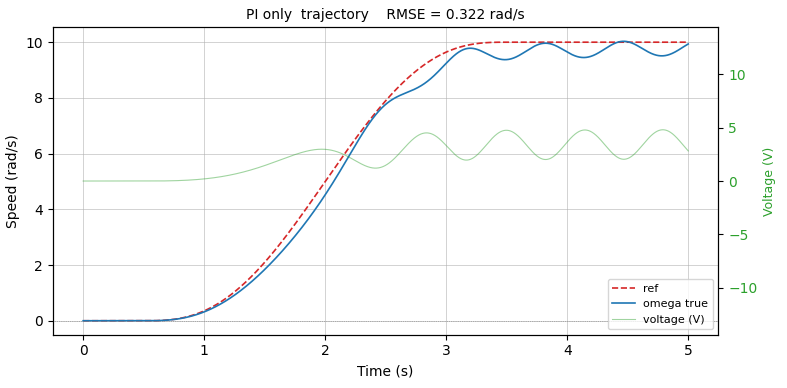 PI only  trajectory    RMSE = 0.322 rad/s
Speed (rad/s)
10
8
6
4
2
0
10
5
0
−5
−10
Voltage (V)
ref
omega true
voltage (V)
0
1
2
3
4
5
Time (s)